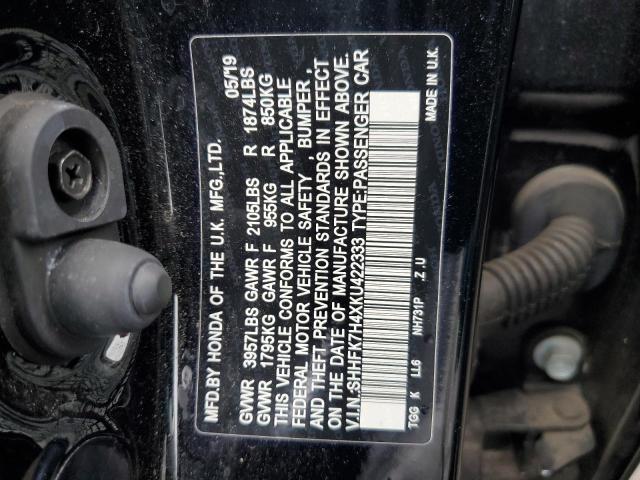 MFD.BY HONDA OF THE U.K. MFG.,LTD. 05/19
GVWR 3957LBS GAWR F 2105LBS R 1874LBS
GVWR 1795KG GAWR F 955KG R 850KG
THIS VEHICLE CONFORMS TO ALL APPLICABLE
FEDERAL MOTOR VEHICLE SAFETY , BUMPER ,
AND THEFT PREVENTION STANDARDS IN EFFECT
ON THE DATE OF MANUFACTURE SHOWN ABOVE.
V.I.N.:SHHFK7H4XKU422333 TYPE:PASSENGER CAR
TGG K LL6 NH731P .Z .U MADE IN U.K.